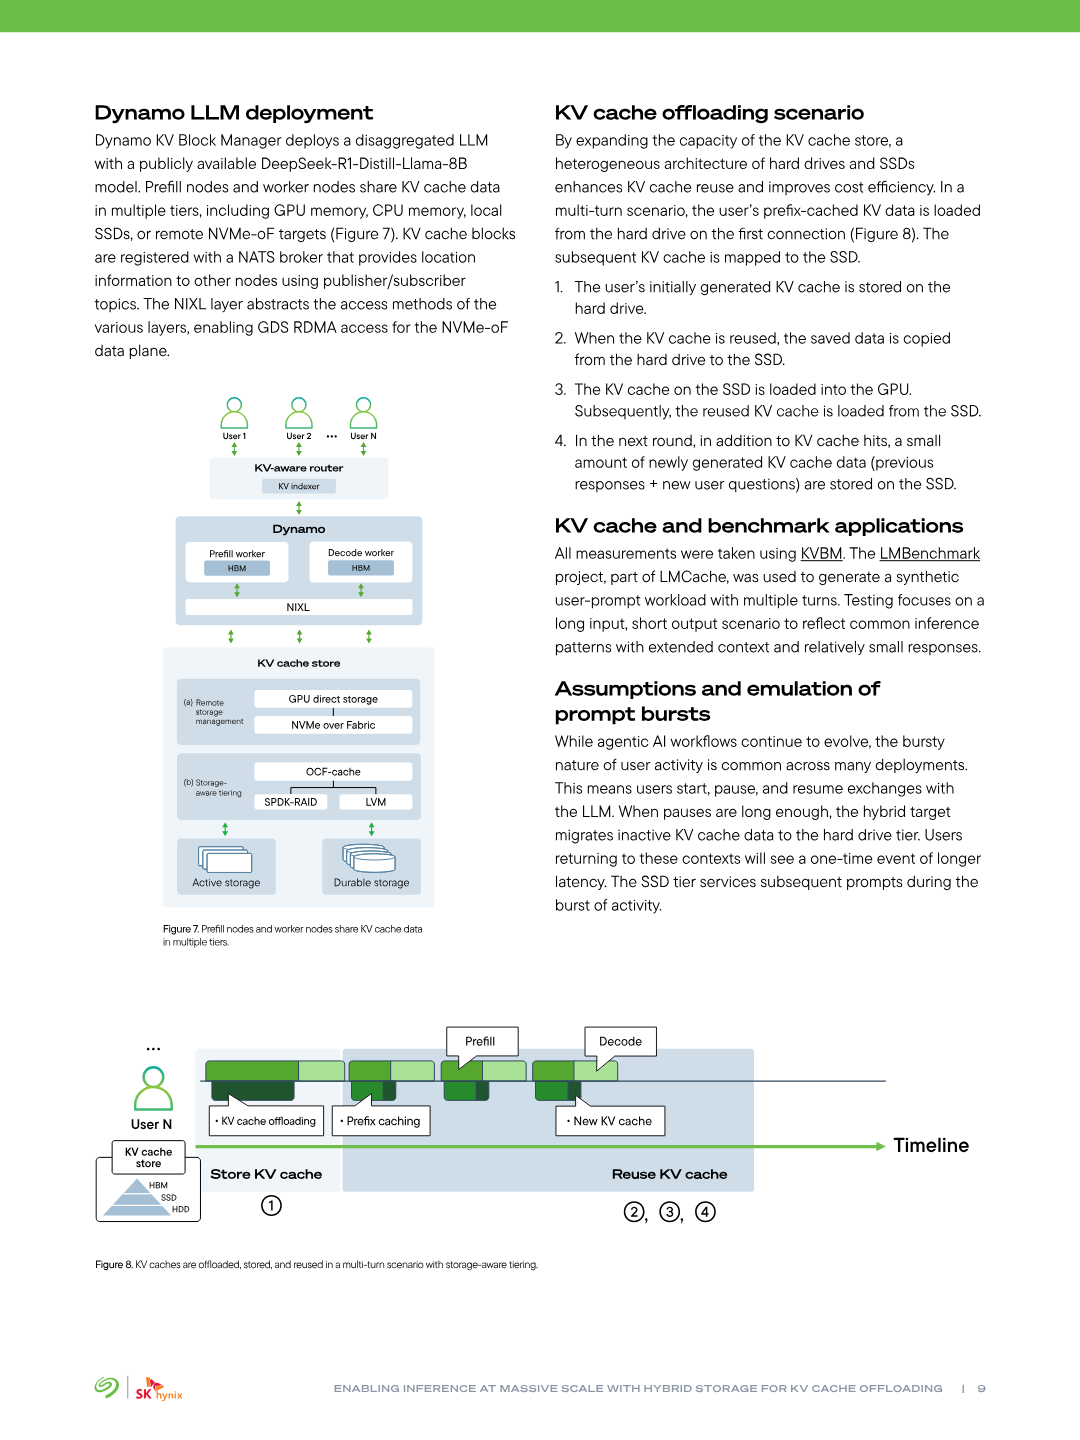 Dynamo LLM deployment
Dynamo KV Block Manager deploys a disaggregated LLM
with a publicly available DeepSeek-R1-Distill-Llama-8B
model. Prefill nodes and worker nodes share KV cache data
in multiple tiers, including GPU memory, CPU memory, local
SSDs, or remote NVMe-oF targets (Figure 7). KV cache blocks
are registered with a NATS broker that provides location
information to other nodes using publisher/subscriber
topics. The NIXL layer abstracts the access methods of the
various layers, enabling GDS RDMA access for the NVMe-oF
data plane.
User 1
User 2
...
User N
KV-aware router
KV indexer
Dynamo
Prefill worker
HBM
Decode worker
HBM
NIXL
KV cache store
(a) Remote
storage
management
GPU direct storage
NVMe over Fabric
(b) Storage-
aware tiering
OCF-cache
SPDK-RAID
LVM
Active storage
Durable storage
Figure 7. Prefill nodes and worker nodes share KV cache data
in multiple tiers.
KV cache offloading scenario
By expanding the capacity of the KV cache store, a
heterogeneous architecture of hard drives and SSDs
enhances KV cache reuse and improves cost efficiency. In a
multi-turn scenario, the user's prefix-cached KV data is loaded
from the hard drive on the first connection (Figure 8). The
subsequent KV cache is mapped to the SSD.
1. The user's initially generated KV cache is stored on the
hard drive.
2. When the KV cache is reused, the saved data is copied
from the hard drive to the SSD.
3. The KV cache on the SSD is loaded into the GPU.
Subsequently, the reused KV cache is loaded from the SSD.
4. In the next round, in addition to KV cache hits, a small
amount of newly generated KV cache data (previous
responses + new user questions) are stored on the SSD.
KV cache and benchmark applications
All measurements were taken using KVBM. The LMBenchmark
project, part of LMCache, was used to generate a synthetic
user-prompt workload with multiple turns. Testing focuses on a
long input, short output scenario to reflect common inference
patterns with extended context and relatively small responses.
Assumptions and emulation of
prompt bursts
While agentic AI workflows continue to evolve, the bursty
nature of user activity is common across many deployments.
This means users start, pause, and resume exchanges with
the LLM. When pauses are long enough, the hybrid target
migrates inactive KV cache data to the hard drive tier. Users
returning to these contexts will see a one-time event of longer
latency. The SSD tier services subsequent prompts during the
burst of activity.
...
User N
KV cache
store
HBM
SSD
HDD
Prefill
Decode
• KV cache offloading
• Prefix caching
• New KV cache
Timeline
Store KV cache
Reuse KV cache
1
2, 3, 4
Figure 8. KV caches are offloaded, stored, and reused in a multi-turn scenario with storage-aware tiering.
SK hynix
ENABLING INFERENCE AT MASSIVE SCALE WITH HYBRID STORAGE FOR KV CACHE OFFLOADING | 9